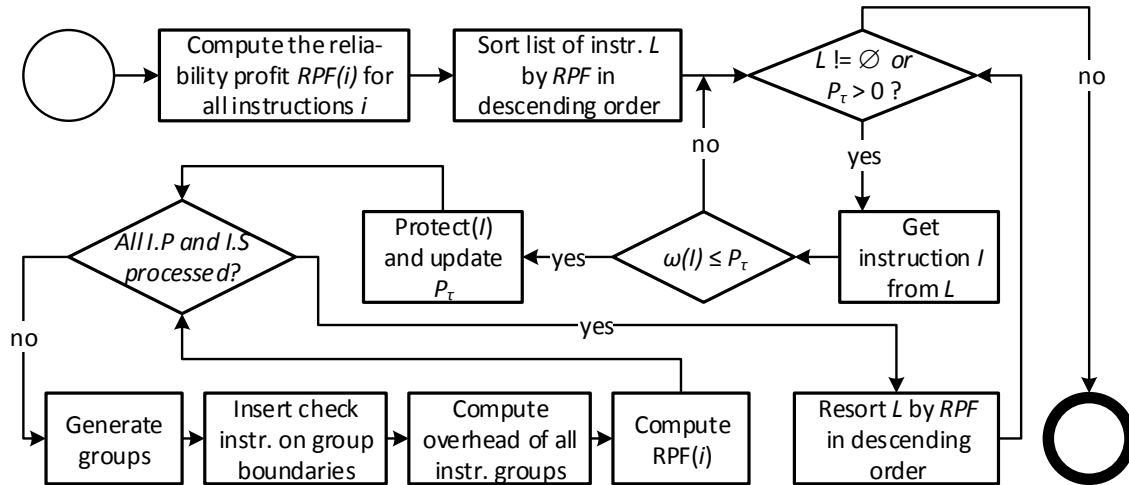 Compute the relia-
bility profit RPF(i) for
all instructions i
Sort list of instr. L
by RPF in
descending order
L != ∅ or
Pτ > 0 ?
no
yes
no
Get
instruction I
from L
ω(I) ≤ Pτ
yes
Protect(I)
and update
Pτ
All I.P and I.S
processed?
no
yes
Generate
groups
Insert check
instr. on group
boundaries
Compute
overhead of all
instr. groups
Compute
RPF(i)
Resort L by RPF
in descending
order